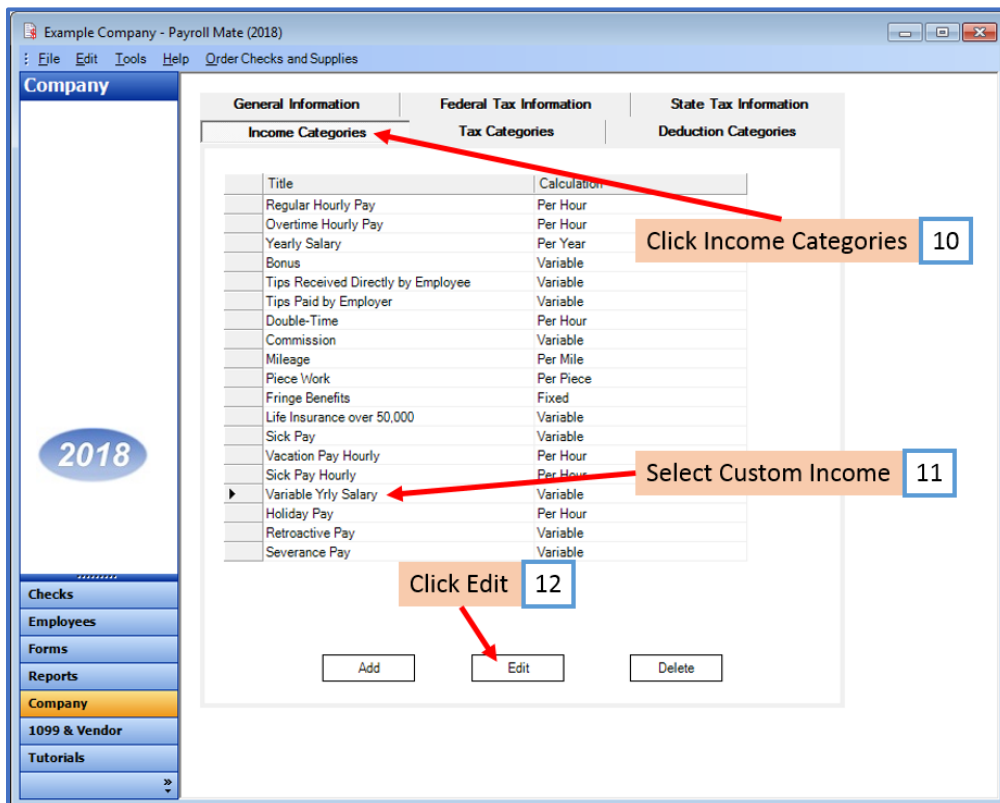 Example Company - Payroll Mate (2018)
File Edit Tools Help Order Checks and Supplies
Company
General Information Federal Tax Information State Tax Information
Income Categories Tax Categories Deduction Categories
Title Calculation
Regular Hourly Pay Per Hour
Overtime Hourly Pay Per Hour
Yearly Salary Per Year
Bonus Variable
Tips Received Directly by Employee Variable
Tips Paid by Employer Variable
Double-Time Per Hour
Commission Variable
Mileage Per Mile
Piece Work Per Piece
Fringe Benefits Fixed
Life Insurance over 50,000 Variable
Sick Pay Variable
Vacation Pay Hourly Per Hour
Sick Pay Hourly Per Hour
Variable Yrly Salary Variable
Holiday Pay Per Hour
Retroactive Pay Variable
Severance Pay Variable
Click Income Categories 10
Select Custom Income 11
Click Edit 12
Add Edit Delete
2018
Checks
Employees
Forms
Reports
Company
1099 & Vendor
Tutorials